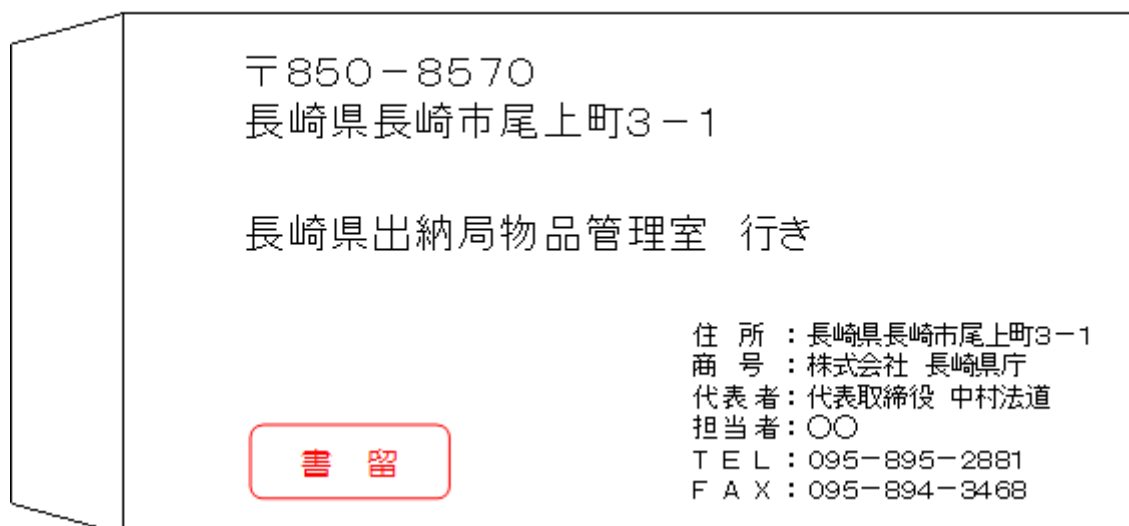 〒850-8570
長崎県長崎市尾上町3-1
長崎県出納局物品管理室　行き
住　所：長崎県長崎市尾上町3-1
商　号：株式会社 長崎県庁
代表者：代表取締役 中村法道
担当者：〇〇
ＴＥＬ：095-895-2881
ＦＡＸ：095-894-3468
書　留